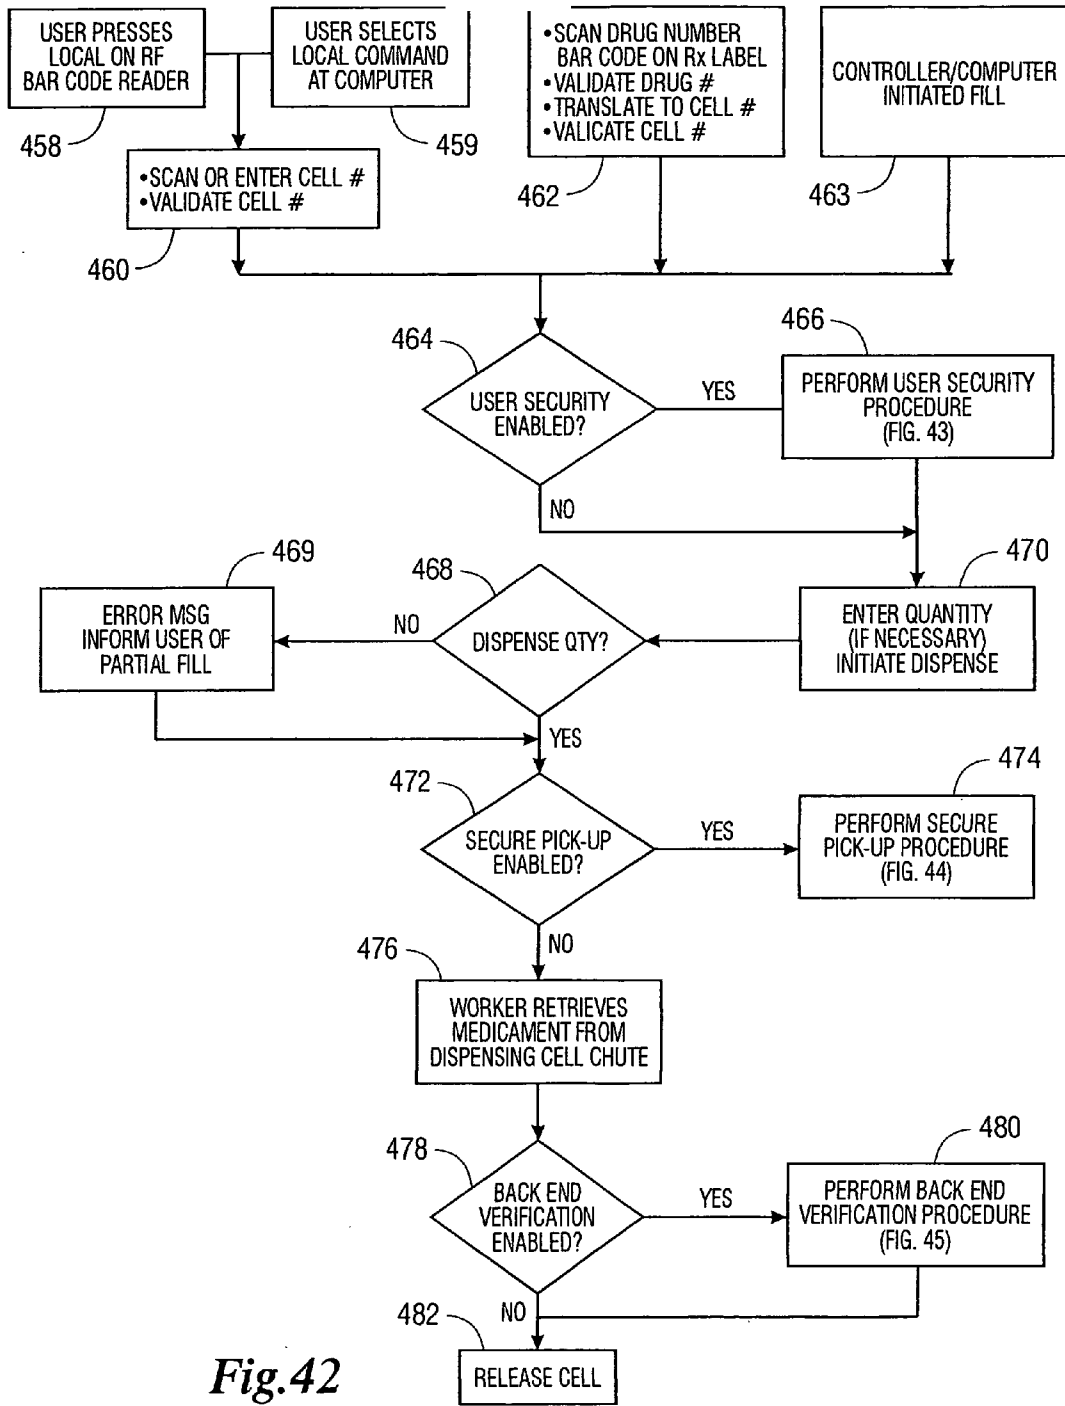 USER PRESSES
LOCAL ON RF
BAR CODE READER
458
USER SELECTS
LOCAL COMMAND
AT COMPUTER
459
•SCAN DRUG NUMBER
BAR CODE ON Rx LABEL
•VALIDATE DRUG #
•TRANSLATE TO CELL #
•VALICATE CELL #
462
CONTROLLER/COMPUTER
INITIATED FILL
463
•SCAN OR ENTER CELL #
•VALIDATE CELL #
460
464
USER SECURITY
ENABLED?
YES
NO
466
PERFORM USER SECURITY
PROCEDURE
(FIG. 43)
470
ENTER QUANTITY
(IF NECESSARY)
INITIATE DISPENSE
468
DISPENSE QTY?
NO
YES
469
ERROR MSG
INFORM USER OF
PARTIAL FILL
472
SECURE PICK-UP
ENABLED?
YES
NO
474
PERFORM SECURE
PICK-UP PROCEDURE
(FIG. 44)
476
WORKER RETRIEVES
MEDICAMENT FROM
DISPENSING CELL CHUTE
478
BACK END
VERIFICATION
ENABLED?
YES
NO
480
PERFORM BACK END
VERIFICATION PROCEDURE
(FIG. 45)
482
RELEASE CELL
Fig.42